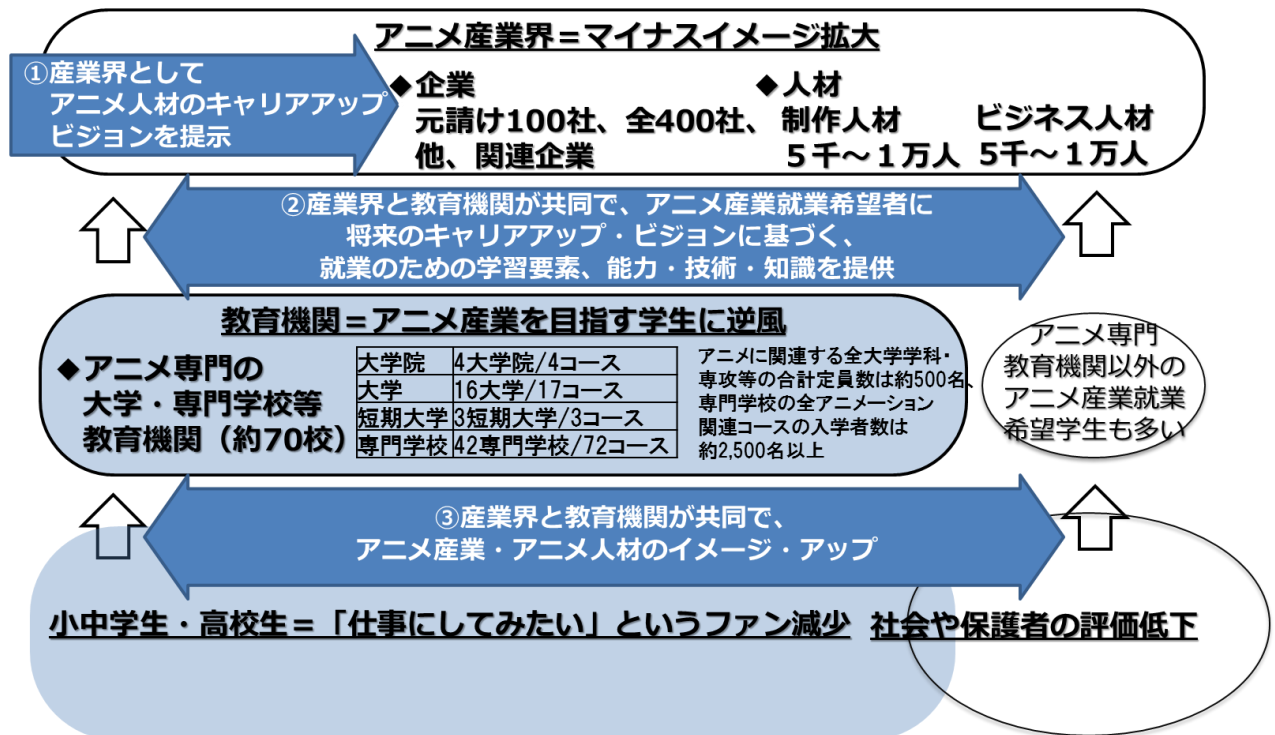 アニメ産業界＝マイナスイメージ拡大
①産業界として
アニメ人材のキャリアアップ
ビジョンを提示
◆企業
元請け100社、全400社、
他、関連企業
◆人材
制作人材
５千～１万人
ビジネス人材
5千～１万人
②産業界と教育機関が共同で、アニメ産業就業希望者に
将来のキャリアアップ・ビジョンに基づく、
就業のための学習要素、能力・技術・知識を提供
教育機関＝アニメ産業を目指す学生に逆風
◆アニメ専門の
大学・専門学校等
教育機関（約70校）
大学院 4大学院/4コース
大学 16大学/17コース
短期大学 3短期大学/3コース
専門学校 42専門学校/72コース
アニメに関連する全大学学科・
専攻等の合計定員数は約500名、
専門学校の全アニメーション
関連コースの入学者数は
約2,500名以上
アニメ専門
教育機関以外の
アニメ産業就業
希望学生も多い
③産業界と教育機関が共同で、
アニメ産業・アニメ人材のイメージ・アップ
小中学生・高校生＝「仕事にしてみたい」というファン減少
社会や保護者の評価低下